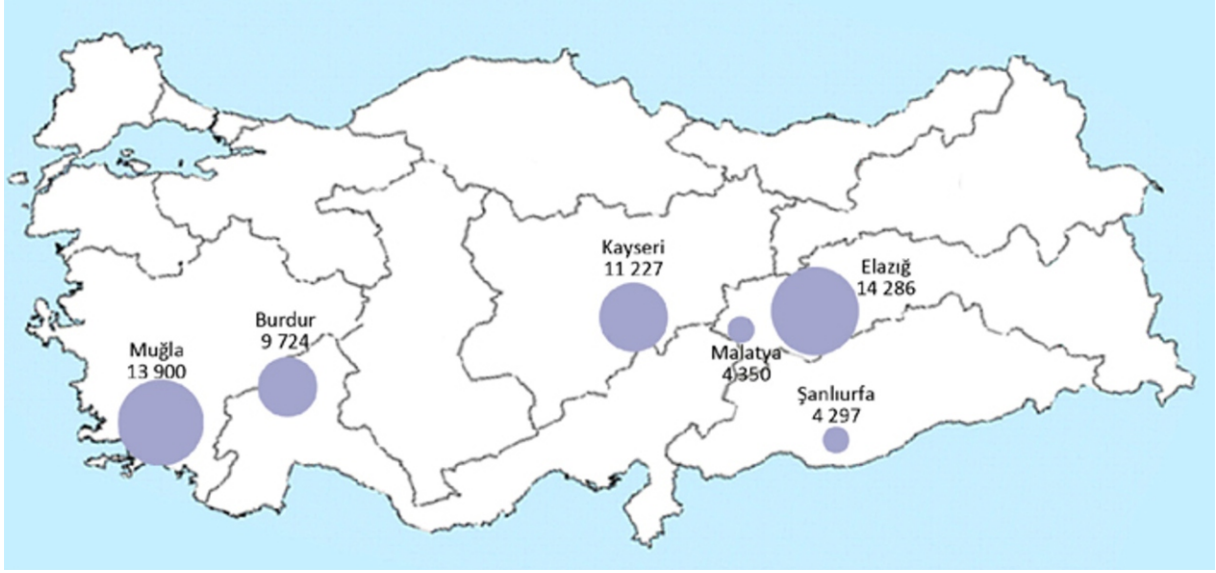 Kayseri
11 227
Elazığ
14 286
Burdur
9 724
Muğla
13 900
Malatya
4 350
Şanlıurfa
4 297